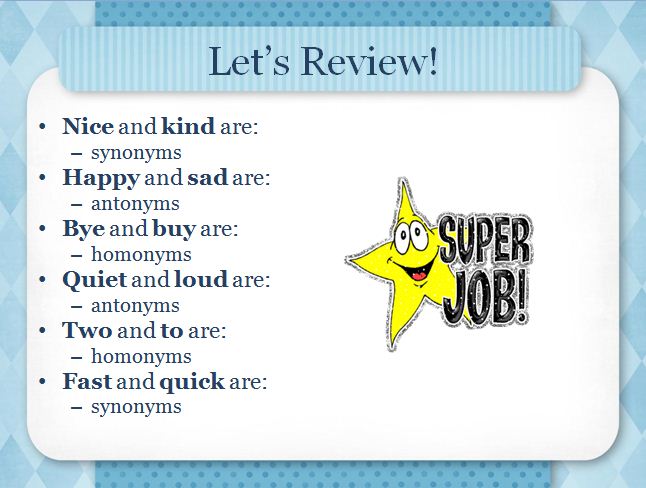 Let's Review!
• Nice and kind are:
– synonyms
• Happy and sad are:
– antonyms
• Bye and buy are:
– homonyms
• Quiet and loud are:
– antonyms
• Two and to are:
– homonyms
• Fast and quick are:
– synonyms
SUPER
JOB!